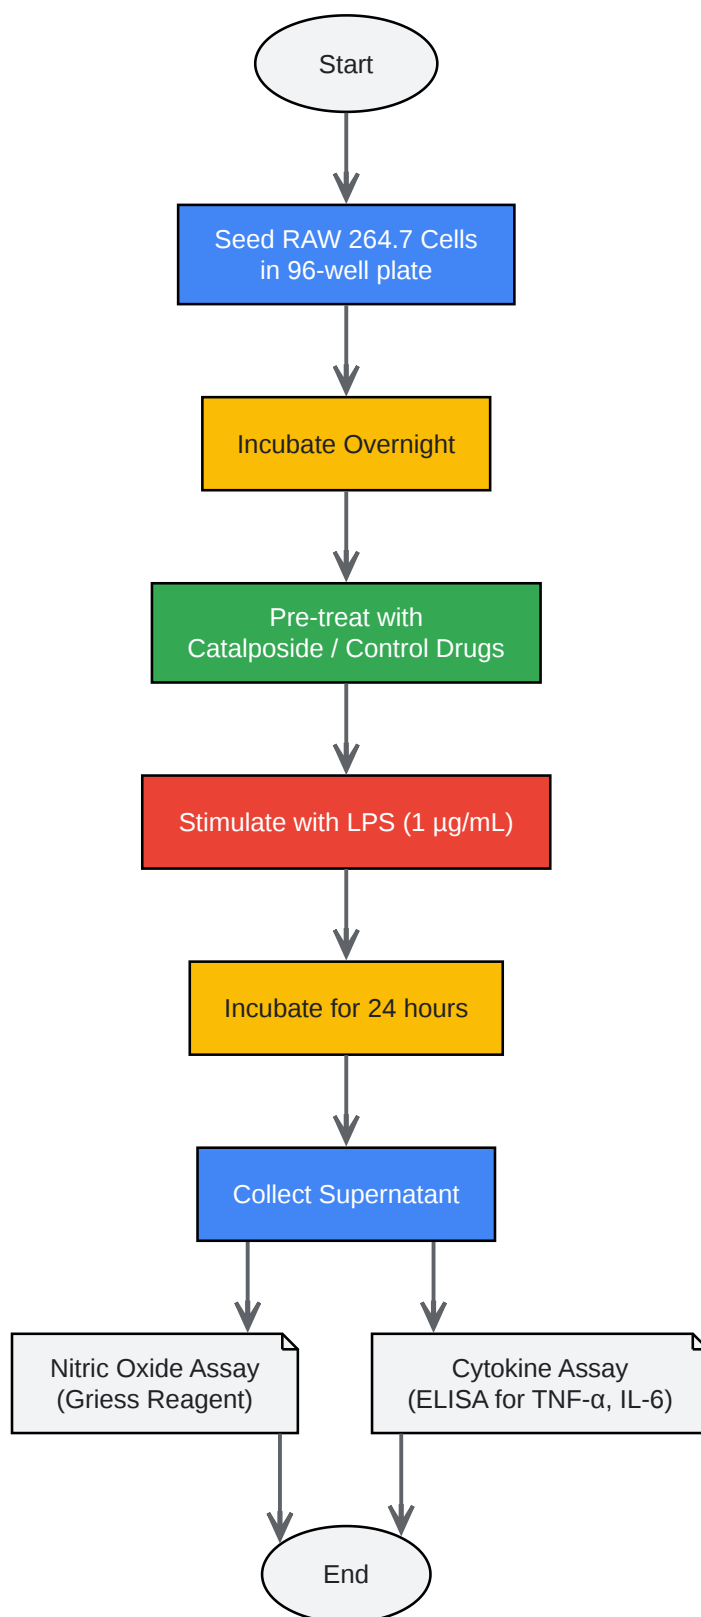 Start
Seed RAW 264.7 Cells
in 96-well plate
Incubate Overnight
Pre-treat with
Catalposide / Control Drugs
Stimulate with LPS (1 µg/mL)
Incubate for 24 hours
Collect Supernatant
Nitric Oxide Assay
(Griess Reagent)
Cytokine Assay
(ELISA for TNF-α, IL-6)
End